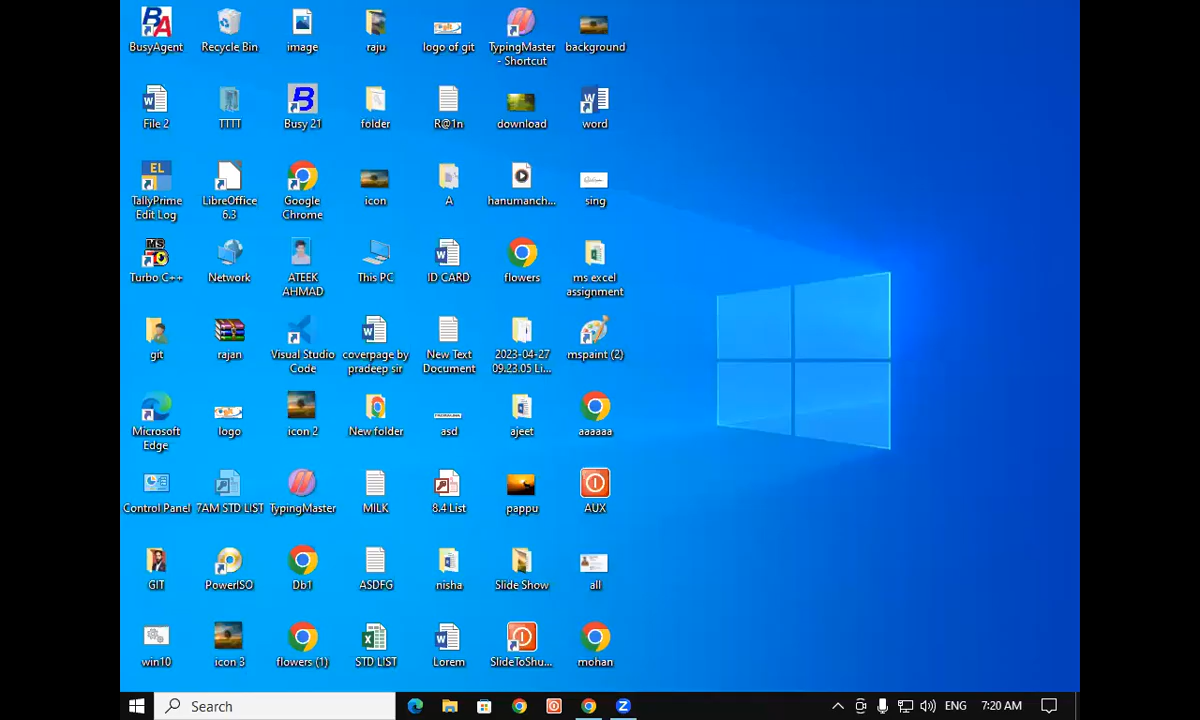 BusyAgent
Recycle Bin
image
raju
logo of git
TypingMaster
- Shortcut
background
File 2
TTTT
Busy 21
folder
R@1n
download
word
TallyPrime
Edit Log
LibreOffice
6.3
Google
Chrome
icon
A
hanumanch...
sing
Turbo C++
Network
ATEEK
AHMAD
This PC
ID CARD
flowers
ms excel
assignment
git
rajan
Visual Studio
Code
coverpage by
pradeep sir
New Text
Document
2023-04-27
09.23.05 Li...
mspaint (2)
Microsoft
Edge
logo
icon 2
New folder
asd
ajeet
aaaaaa
Control Panel
7AM STD LIST
TypingMaster
MILK
8.4 List
pappu
AUX
GIT
PowerISO
Db1
ASDFG
nisha
Slide Show
all
win10
icon 3
flowers (1)
STD LIST
Lorem
SlideToShu...
mohan
Search
ENG
7:20 AM